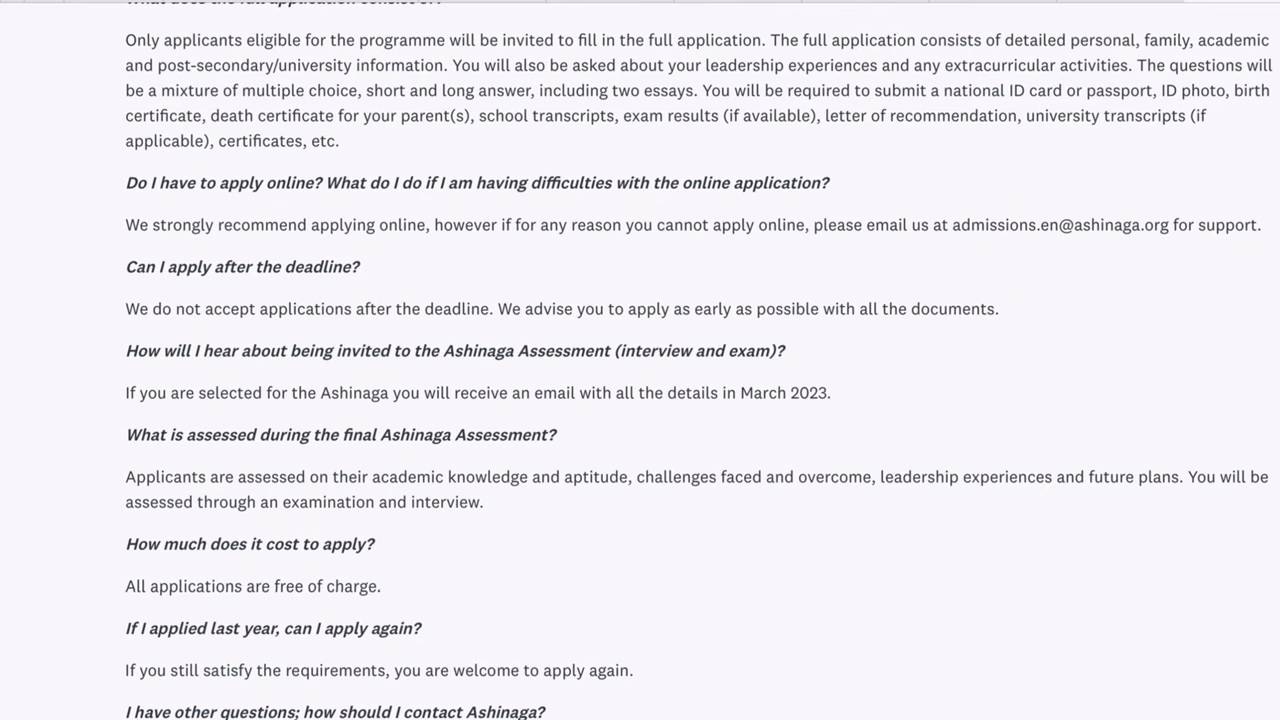 What does the full application consist of?
Only applicants eligible for the programme will be invited to fill in the full application. The full application consists of detailed personal, family, academic
and post-secondary/university information. You will also be asked about your leadership experiences and any extracurricular activities. The questions will
be a mixture of multiple choice, short and long answer, including two essays. You will be required to submit a national ID card or passport, ID photo, birth
certificate, death certificate for your parent(s), school transcripts, exam results (if available), letter of recommendation, university transcripts (if
applicable), certificates, etc.
Do I have to apply online? What do I do if I am having difficulties with the online application?
We strongly recommend applying online, however if for any reason you cannot apply online, please email us at admissions.en@ashinaga.org for support.
Can I apply after the deadline?
We do not accept applications after the deadline. We advise you to apply as early as possible with all the documents.
How will I hear about being invited to the Ashinaga Assessment (interview and exam)?
If you are selected for the Ashinaga you will receive an email with all the details in March 2023.
What is assessed during the final Ashinaga Assessment?
Applicants are assessed on their academic knowledge and aptitude, challenges faced and overcome, leadership experiences and future plans. You will be
assessed through an examination and interview.
How much does it cost to apply?
All applications are free of charge.
If I applied last year, can I apply again?
If you still satisfy the requirements, you are welcome to apply again.
I have other questions; how should I contact Ashinaga?